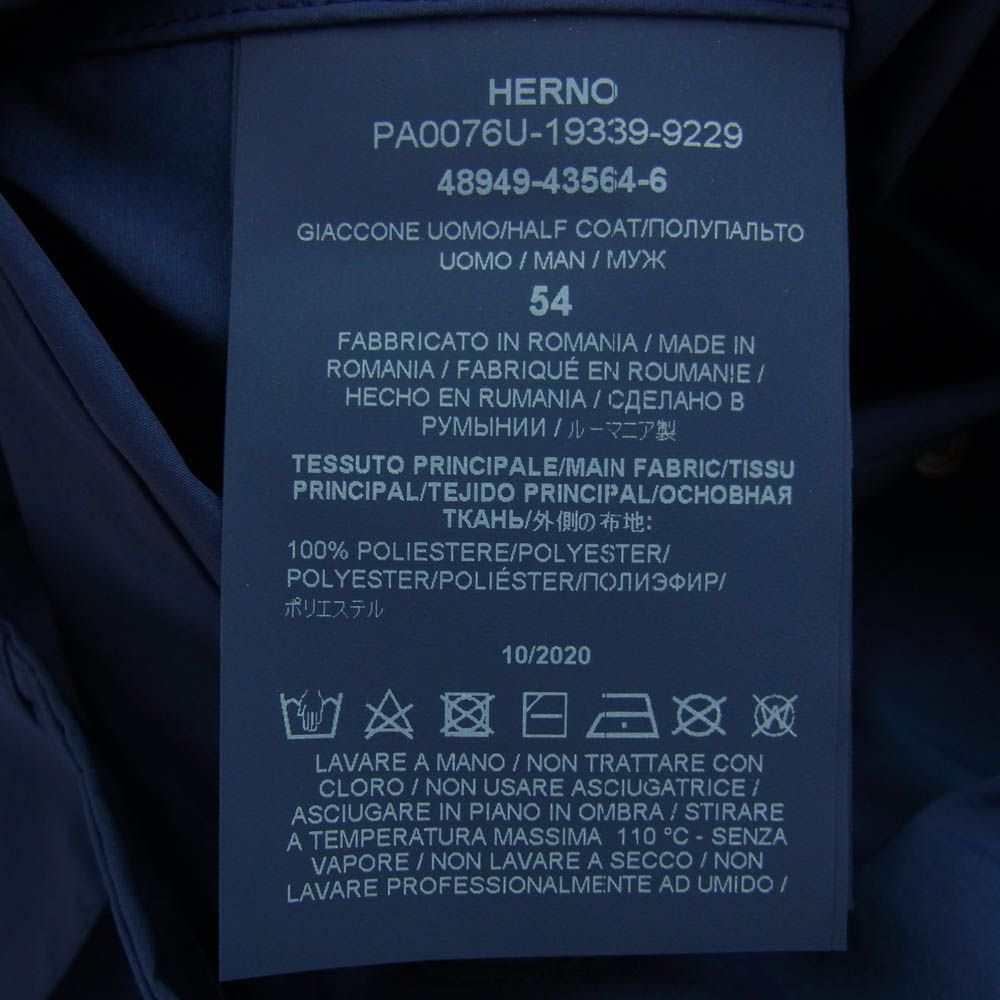 HERNO
PA0076U-19339-9229
48949-43564-6
GIACCONE UOMO/HALF COAT/ПОЛУПАЛЬТО
UOMO / MAN / МУЖ
54
FABBRICATO IN ROMANIA / MADE IN
ROMANIA / FABRIQUÉ EN ROUMANIE /
HECHO EN RUMANIA / СДЕЛАНО В
РУМЫНИИ / ルーマニア製
TESSUTO PRINCIPALE/MAIN FABRIC/TISSU
PRINCIPAL/TEJIDO PRINCIPAL/ОСНОВНАЯ
ТКАНЬ/外側の布地:
100% POLIESTERE/POLYESTER/
POLYESTER/POLIÉSTER/ПОЛИЭФИР/
ポリエステル
10/2020
W
LAVARE A MANO / NON TRATTARE CON
CLORO / NON USARE ASCIUGATRICE /
ASCIUGARE IN PIANO IN OMBRA / STIRARE
A TEMPERATURA MASSIMA 110 °C - SENZA
VAPORE / NON LAVARE A SECCO / NON
LAVARE PROFESSIONALMENTE AD UMIDO /